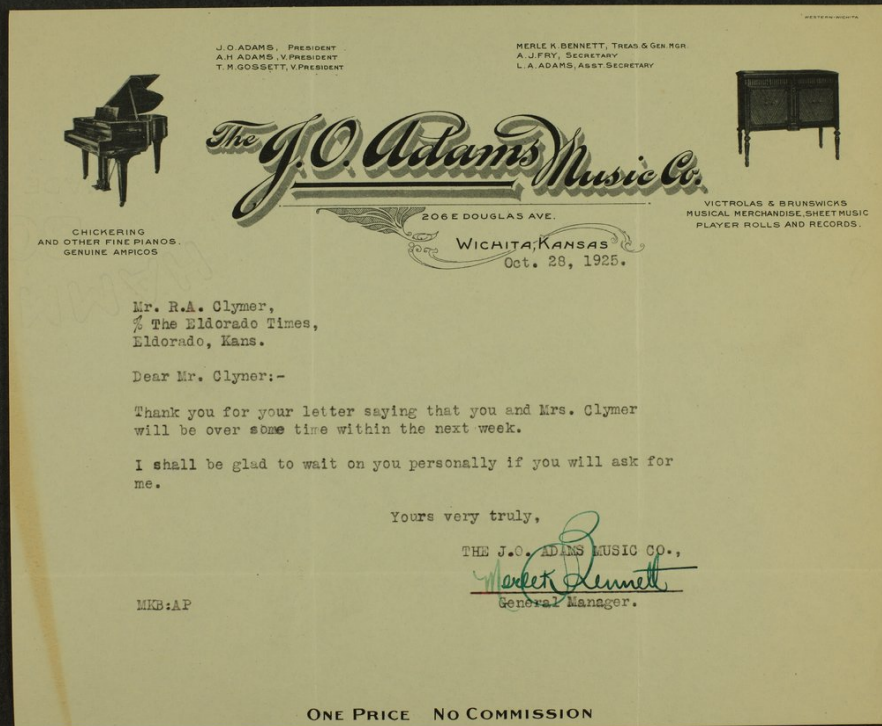 WESTERN-WICHITA
J.O. ADAMS, PRESIDENT
A.H. ADAMS, V. PRESIDENT
T.M. GOSSETT, V. PRESIDENT
MERLE K. BENNETT, TREAS & GEN. MGR.
A.J. FRY, SECRETARY
L.A. ADAMS, ASST. SECRETARY
The J.O. Adams Music Co.
206 E DOUGLAS AVE.
WICHITA, KANSAS
CHICKERING
AND OTHER FINE PIANOS.
GENUINE AMPICOS
VICTROLAS & BRUNSWICKS
MUSICAL MERCHANDISE, SHEET MUSIC
PLAYER ROLLS AND RECORDS.
Oct. 28, 1925.
Mr. R.A. Clymer,
% The Eldorado Times,
Eldorado, Kans.
Dear Mr. Clyner:-
Thank you for your letter saying that you and Mrs. Clymer
will be over some time within the next week.
I shall be glad to wait on you personally if you will ask for
me.
Yours very truly,
THE J.O. ADAMS MUSIC CO.,
Merle K Bennett
General Manager.
MKB:AP
ONE PRICE NO COMMISSION